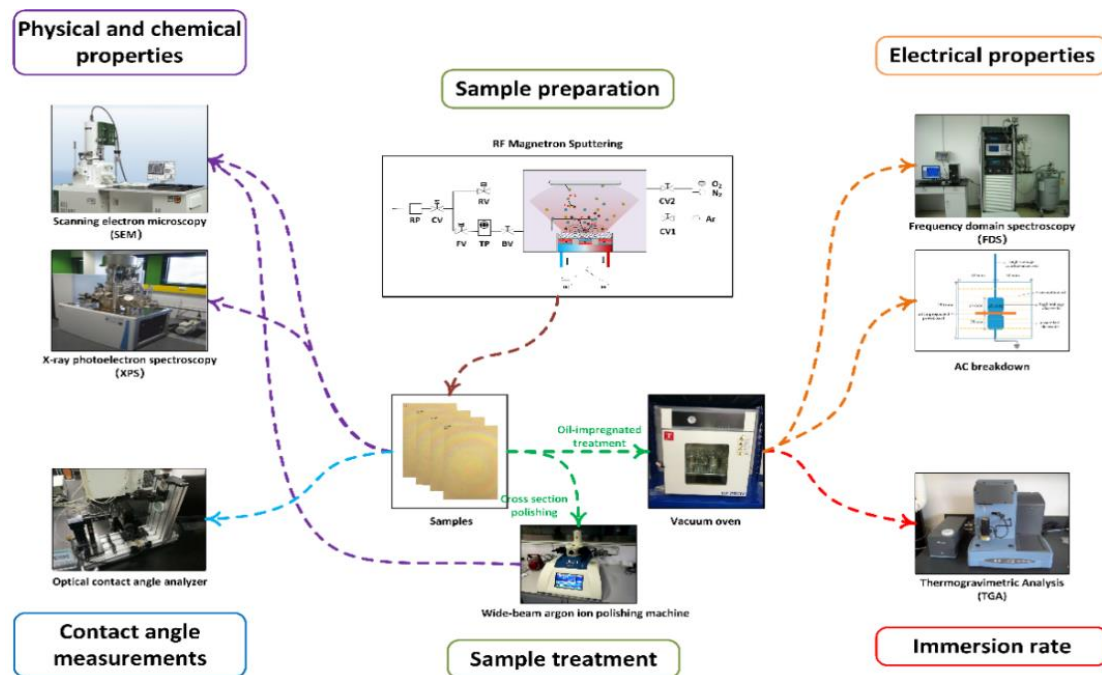 Physical and chemical
properties
Scanning electron microscopy
(SEM)
X-ray photoelectron spectroscopy
(XPS)
Optical contact angle analyzer
Contact angle
measurements
Sample preparation
RF Magnetron Sputtering
RP
CV
RV
FV
TP
BV
CV2
O2
N2
CV1
Ar
Samples
Oil-impregnated
treatment
Cross section
polishing
Vacuum oven
Wide-beam argon ion polishing machine
Sample treatment
Electrical properties
Frequency domain spectroscopy
(FDS)
AC breakdown
Thermogravimetric Analysis
(TGA)
Immersion rate